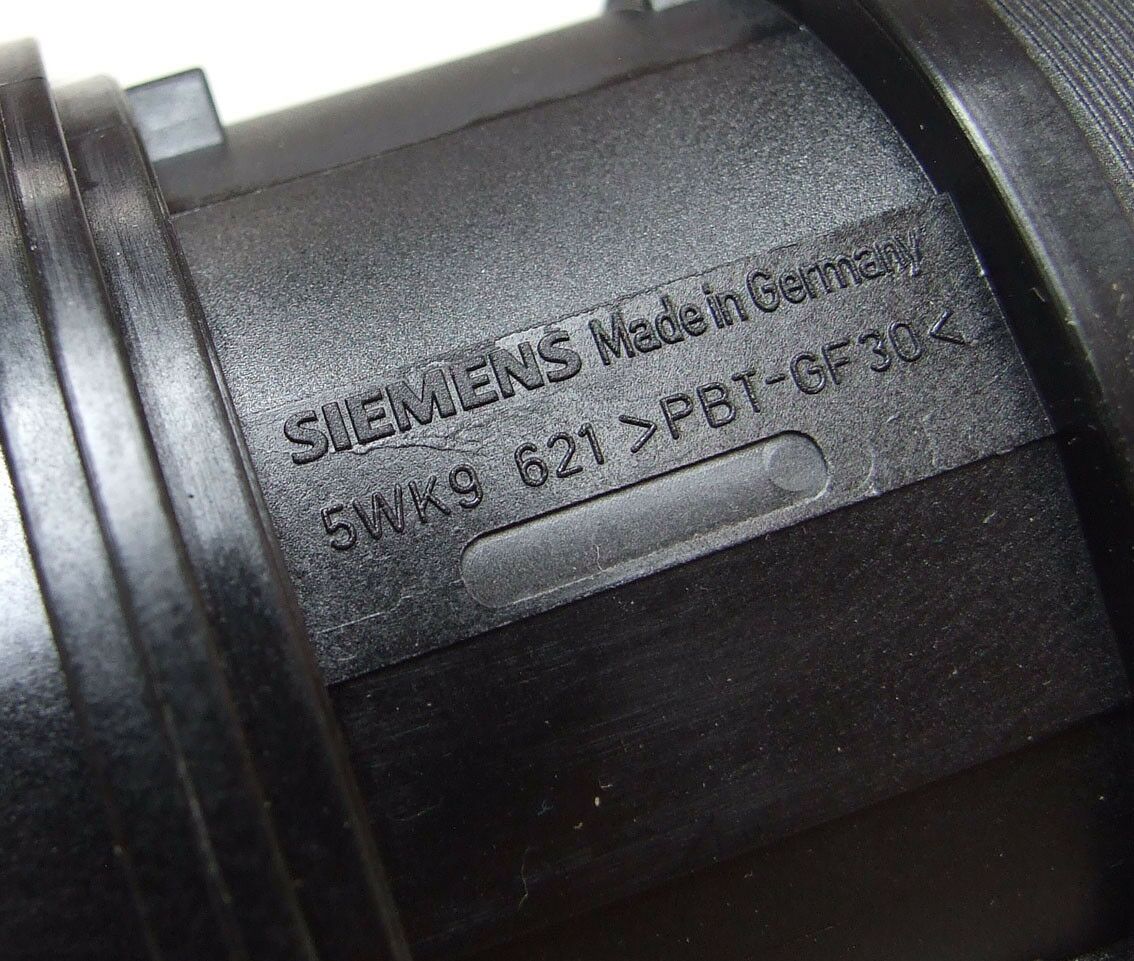 SIEMENS Made in Germany
5WK9 621 >PBT-GF30<